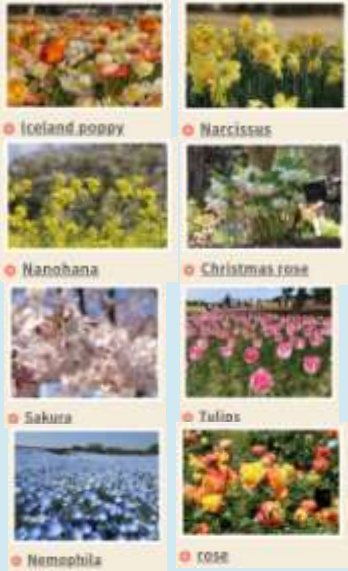 Iceland poppy
Narcissus
Nanohana
Christmas rose
Sakura
Tulips
Nemophila
rose